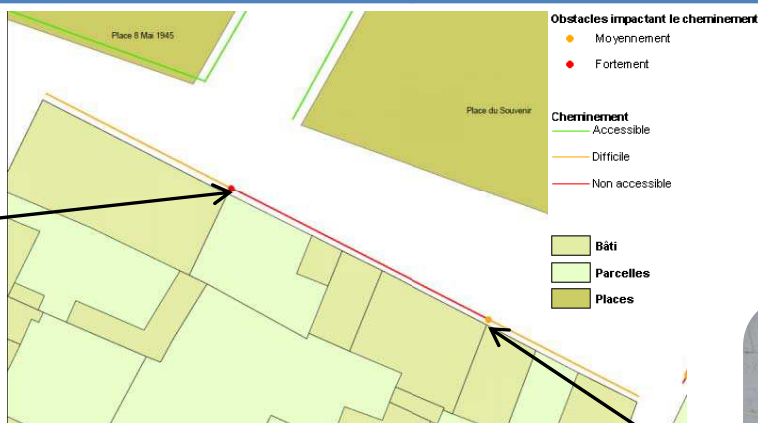 Place 8 Mai 1945
Place du Souvenir
Obstacles impactant le cheminement
Moyennement
Fortement
Cheminement
Accessible
Difficile
Non accessible
Bâti
Parcelles
Places